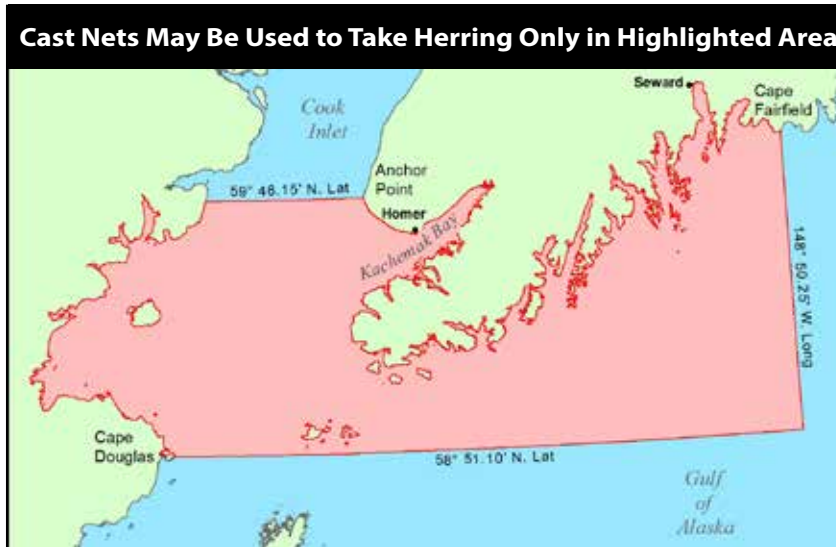 Cast Nets May Be Used to Take Herring Only in Highlighted Area
Seward
Cape
Fairfield
Cook
Inlet
Anchor
Point
59° 46.15' N. Lat
Homer
Kachemak Bay
148° 50.25' W. Long
Cape
Douglas
58° 51.10' N. Lat
Gulf
of
Alaska